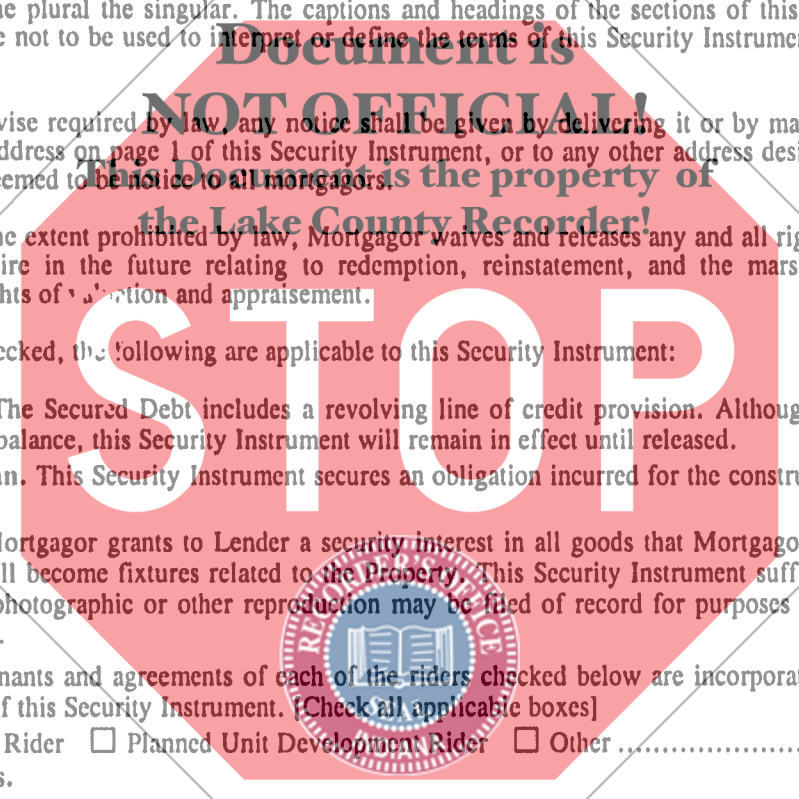 e plural the singular. The captions and headings of the sections of this
e not to be used to interpret or define the terms of this Security Instrume
Document is
NOT OFFICIAL!
This Document is the property of
the Lake County Recorder!
vise required by law, any notice shall be given by delivering it or by ma
ddress on page 1 of this Security Instrument, or to any other address desi
eemed to be notice to all mortgagors.
e extent prohibited by law, Mortgagor waives and releases any and all rig
ire in the future relating to redemption, reinstatement, and the mars
hts of tion and appraisement.
STOP
ecked, the following are applicable to this Security Instrument:
The Secured Debt includes a revolving line of credit provision. Althoug
balance, this Security Instrument will remain in effect until released.
an. This Security Instrument secures an obligation incurred for the constru
ortgagor grants to Lender a security interest in all goods that Mortgago
ll become fixtures related to the Property. This Security Instrument suff
photographic or other reproduction may be filed of record for purposes
.
nants and agreements of each of the riders checked below are incorporat
f this Security Instrument. [Check all applicable boxes]
Rider ☐ Planned Unit Development Rider ☐ Other ......................
s.
RECORDER'S OFFICE
SEAL
INDIANA